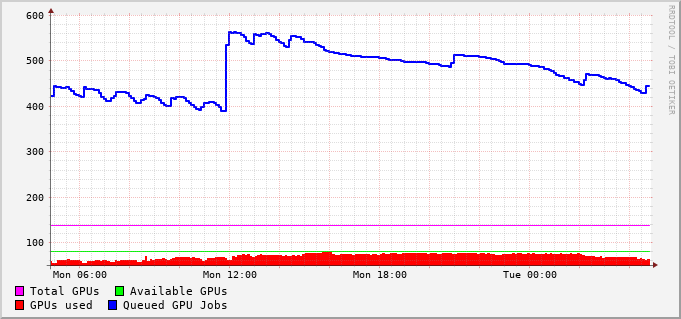 600
500
400
300
200
100
Mon 06:00 Mon 12:00 Mon 18:00 Tue 00:00
Total GPUs Available GPUs
GPUs used Queued GPU Jobs
RRDTOOL / TOBI OETIKER